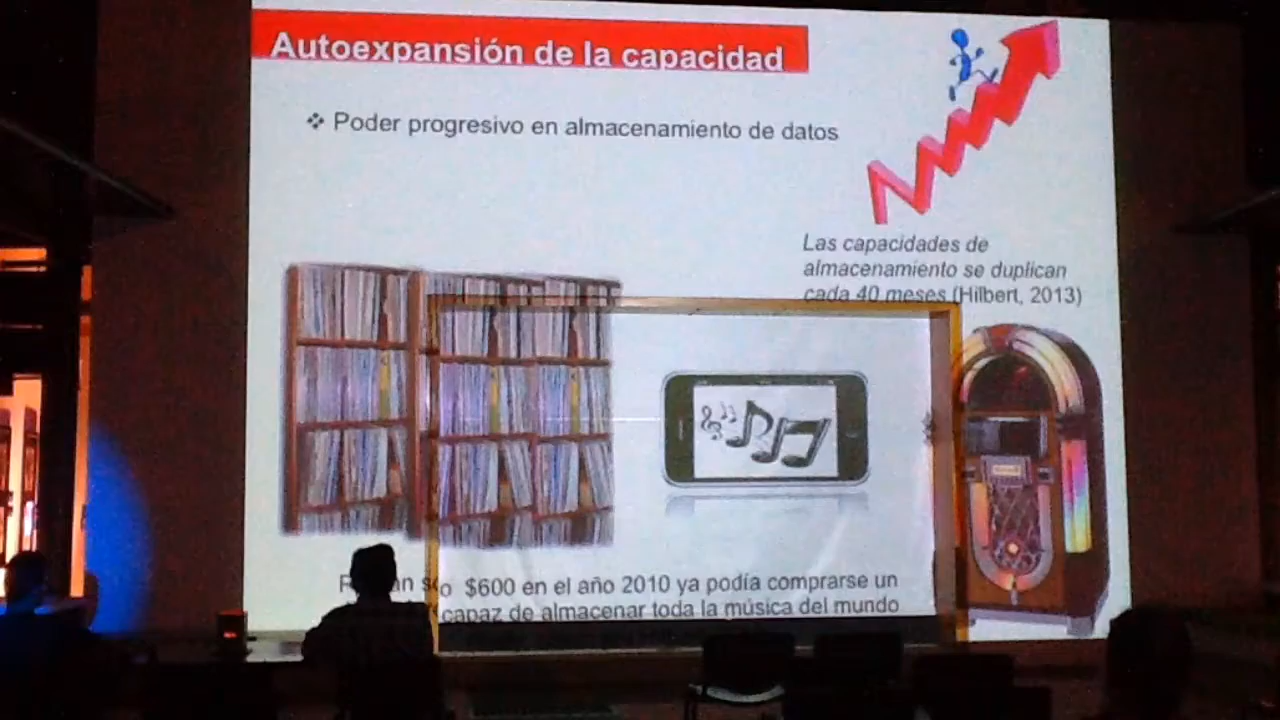 Autoexpansión de la capacidad
❖ Poder progresivo en almacenamiento de datos
Las capacidades de
almacenamiento se duplican
cada 40 meses (Hilbert, 2013)
$600 en el año 2010 ya podía comprarse un
capaz de almacenar toda la música del mundo